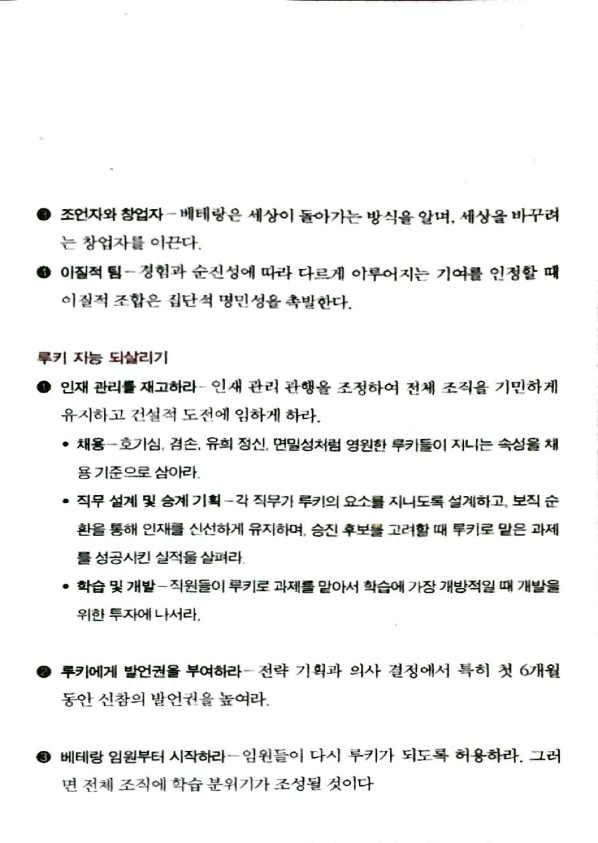 ❸ 조언자와 창업자 – 베테랑은 세상이 돌아가는 방식을 알며, 세상을 바꾸려
는 창업자를 이끈다.
❹ 이질적 팀 – 경험과 순진성에 따라 다르게 이루어지는 기여를 인정할 때
이질적 조합은 집단적 명민성을 촉발한다.
루키 지능 되살리기
❶ 인재 관리를 재고하라 – 인재 관리 관행을 조정하여 전체 조직을 기민하게
유지하고 건설적 도전에 임하게 하라.
• 채용 – 호기심, 겸손, 유희 정신, 면밀성처럼 영원한 루키들이 지니는 속성을 채
용 기준으로 삼아라.
• 직무 설계 및 승계 기획 – 각 직무가 루키의 요소를 지니도록 설계하고, 보직 순
환을 통해 인재를 신선하게 유지하며, 승진 후보를 고려할 때 루키로 맡은 과제
를 성공시킨 실적을 살펴라.
• 학습 및 개발 – 직원들이 루키로 과제를 맡아서 학습에 가장 개방적일 때 개발을
위한 투자에 나서라.
❷ 루키에게 발언권을 부여하라 – 전략 기획과 의사 결정에서 특히 첫 6개월
동안 신참의 발언권을 높여라.
❸ 베테랑 임원부터 시작하라 – 임원들이 다시 루키가 되도록 허용하라. 그러
면 전체 조직에 학습 분위기가 조성될 것이다